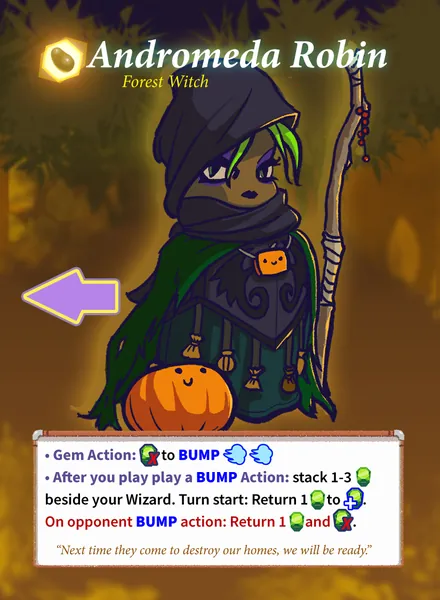 Andromeda Robin
Forest Witch
• Gem Action: to BUMP
• After you play play a BUMP Action: stack 1-3
beside your Wizard. Turn start: Return 1 to .
On opponent BUMP action: Return 1 and .
"Next time they come to destroy our homes, we will be ready."